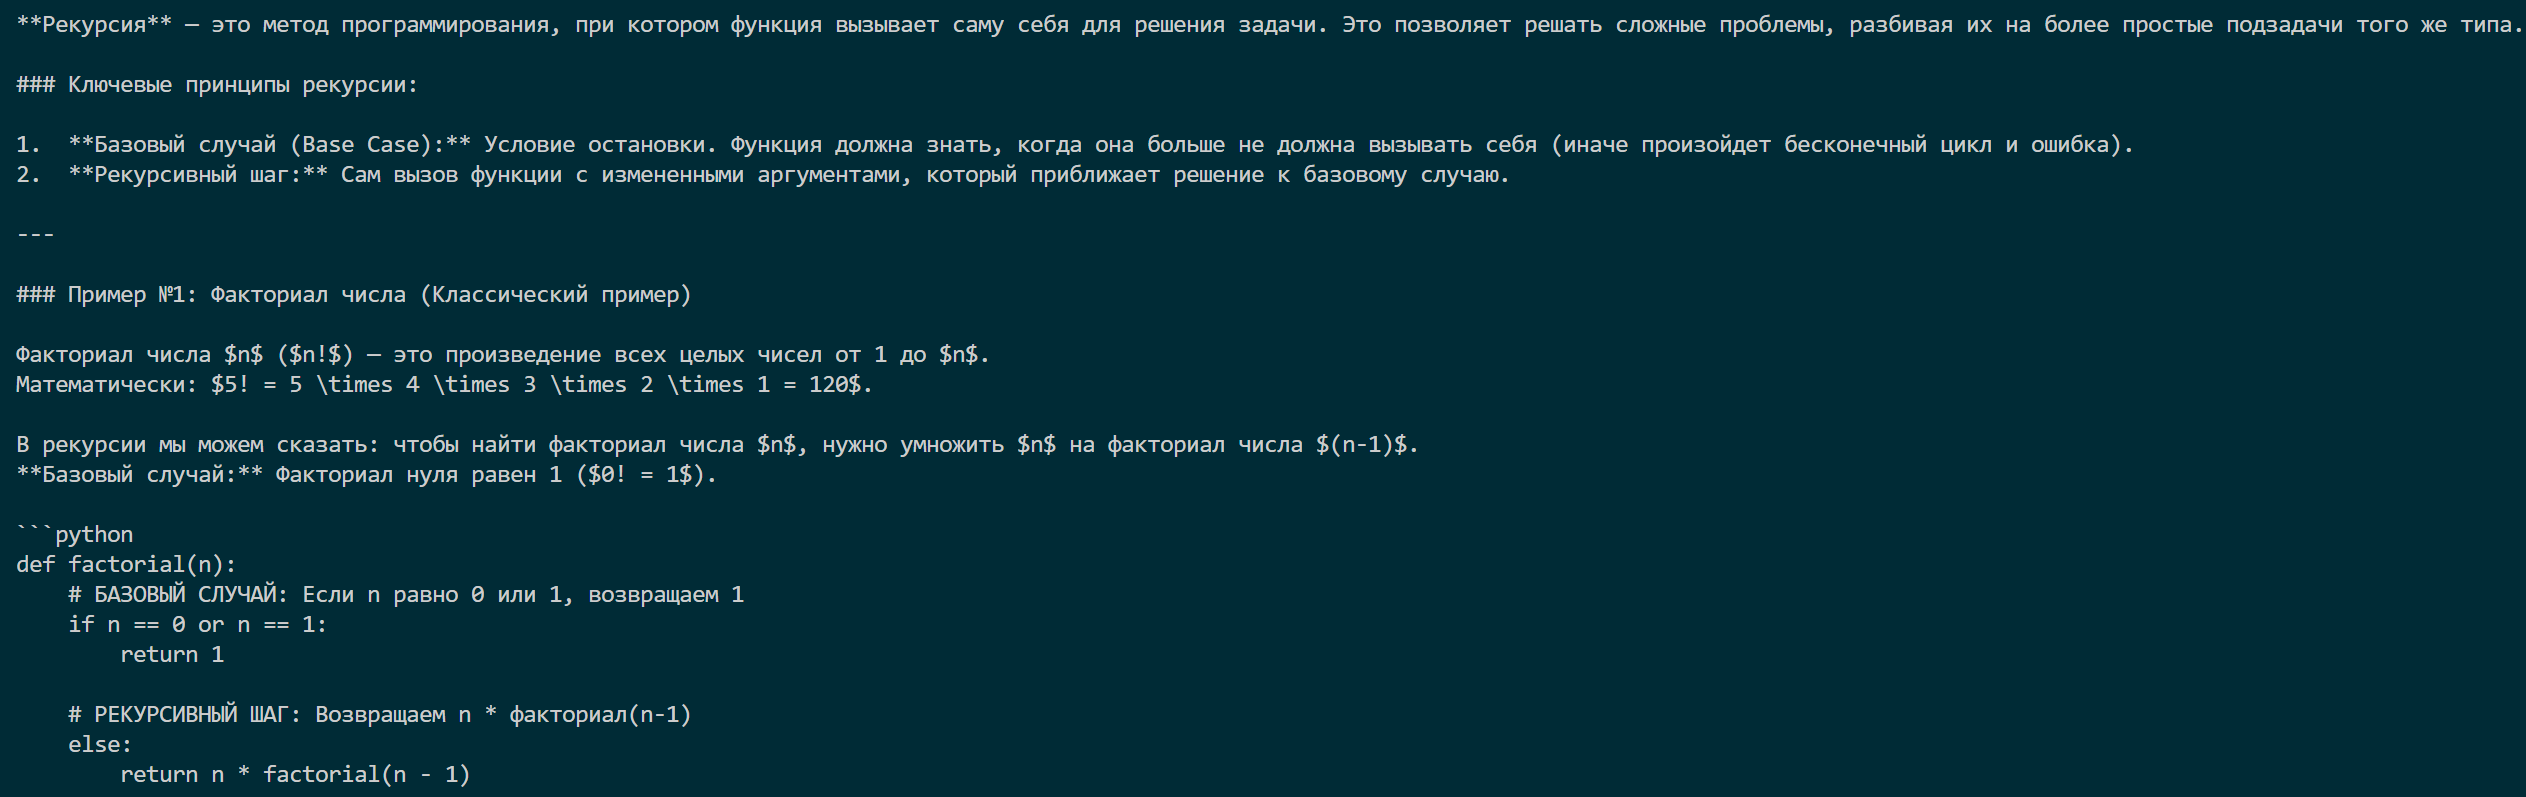 **Рекурсия** — это метод программирования, при котором функция вызывает саму себя для решения задачи. Это позволяет решать сложные проблемы, разбивая их на более простые подзадачи того же типа.

### Ключевые принципы рекурсии:

1.  **Базовый случай (Base Case):** Условие остановки. Функция должна знать, когда она больше не должна вызывать себя (иначе произойдет бесконечный цикл и ошибка).
2.  **Рекурсивный шаг:** Сам вызов функции с измененными аргументами, который приближает решение к базовому случаю.

---

### Пример №1: Факториал числа (Классический пример)

Факториал числа $n$ ($n!$) — это произведение всех целых чисел от 1 до $n$.
Математически: $5! = 5 \times 4 \times 3 \times 2 \times 1 = 120$.

В рекурсии мы можем сказать: чтобы найти факториал числа $n$, нужно умножить $n$ на факториал числа $(n-1)$.
**Базовый случай:** Факториал нуля равен 1 ($0! = 1$).

```python
def factorial(n):
    # БАЗОВЫЙ СЛУЧАЙ: Если n равно 0 или 1, возвращаем 1
    if n == 0 or n == 1:
        return 1

    # РЕКУРСИВНЫЙ ШАГ: Возвращаем n * факториал(n-1)
    else:
        return n * factorial(n - 1)